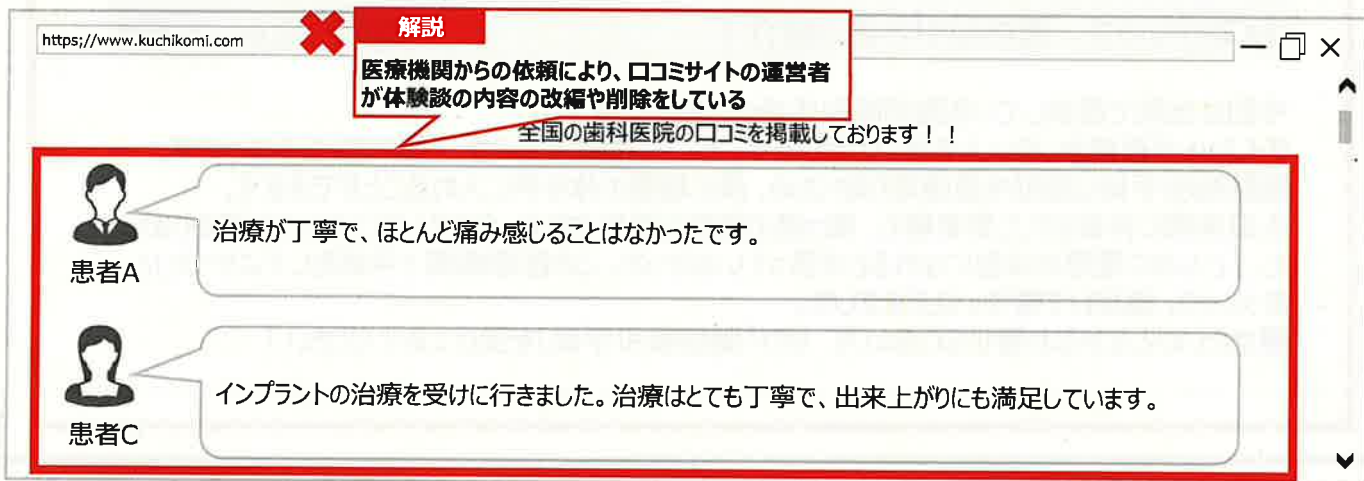 https;//www.kuchikomi.com
解説
医療機関からの依頼により、口コミサイトの運営者
が体験談の内容の改編や削除をしている
全国の歯科医院の口コミを掲載しております！！
治療が丁寧で、ほとんど痛み感じることはなかったです。
患者A
インプラントの治療を受けに行きました。治療はとても丁寧で、出来上がりにも満足しています。
患者C